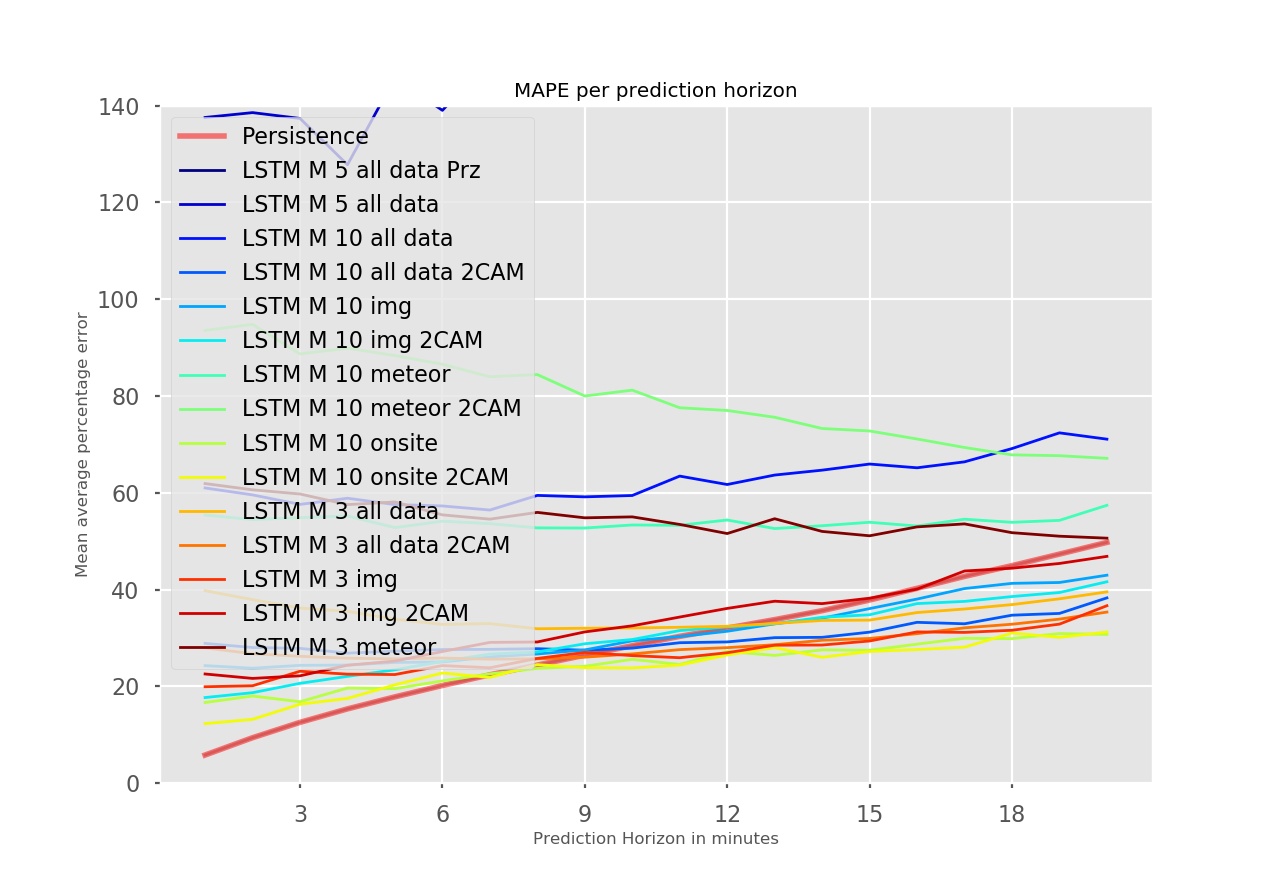 MAPE per prediction horizon
140
120
100
80
60
40
20
0
Mean average percentage error
Persistence
LSTM M 5 all data Prz
LSTM M 5 all data
LSTM M 10 all data
LSTM M 10 all data 2CAM
LSTM M 10 img
LSTM M 10 img 2CAM
LSTM M 10 meteor
LSTM M 10 meteor 2CAM
LSTM M 10 onsite
LSTM M 10 onsite 2CAM
LSTM M 3 all data
LSTM M 3 all data 2CAM
LSTM M 3 img
LSTM M 3 img 2CAM
LSTM M 3 meteor
3 6 9 12 15 18
Prediction Horizon in minutes